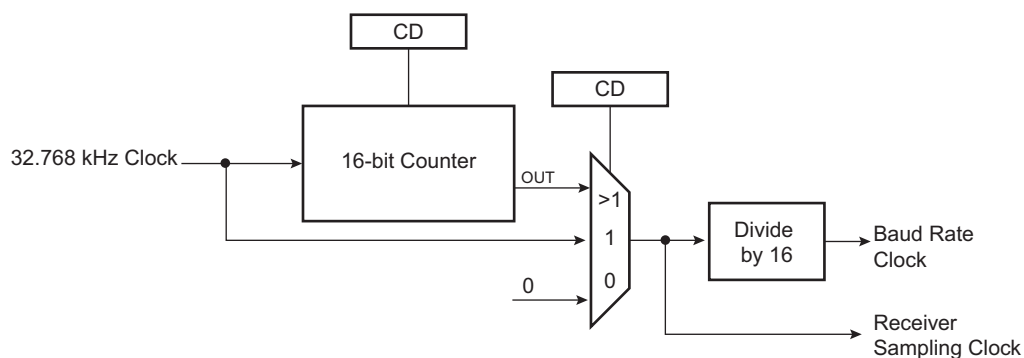 CD
CD
32.768 kHz Clock
16-bit Counter
OUT
>1
1
0
0
Divide
by 16
Baud Rate
Clock
Receiver
Sampling Clock